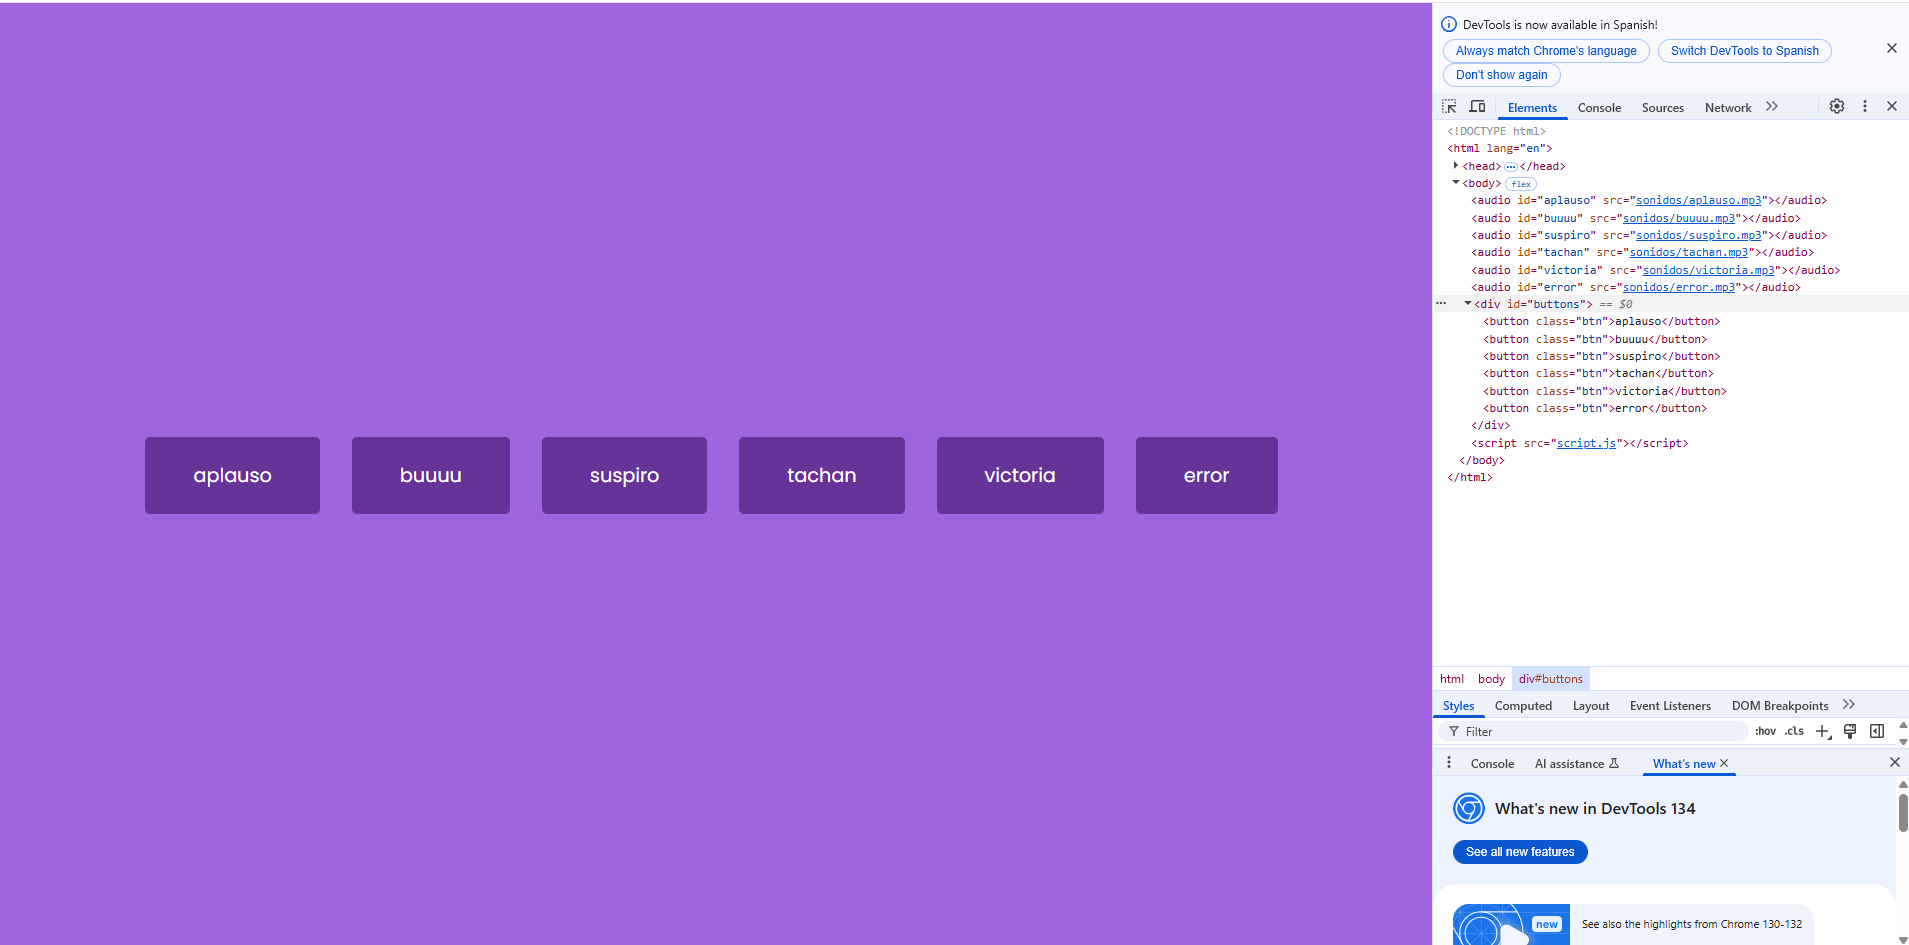 aplauso
buuuu
suspiro
tachan
victoria
error
DevTools is now available in Spanish!
Always match Chrome's language
Switch DevTools to Spanish
Don't show again
Elements Console Sources Network
<!DOCTYPE html>
<html lang="en">
<head> ··· </head>
<body> flex
<audio id="aplauso" src="sonidos/aplauso.mp3"></audio>
<audio id="buuuu" src="sonidos/buuuu.mp3"></audio>
<audio id="suspiro" src="sonidos/suspiro.mp3"></audio>
<audio id="tachan" src="sonidos/tachan.mp3"></audio>
<audio id="victoria" src="sonidos/victoria.mp3"></audio>
<audio id="error" src="sonidos/error.mp3"></audio>
<div id="buttons"> == $0
<button class="btn">aplauso</button>
<button class="btn">buuuu</button>
<button class="btn">suspiro</button>
<button class="btn">tachan</button>
<button class="btn">victoria</button>
<button class="btn">error</button>
</div>
<script src="script.js"></script>
</body>
</html>
html body div#buttons
Styles Computed Layout Event Listeners DOM Breakpoints
Filter :hov .cls
Console AI assistance What's new
What's new in DevTools 134
See all new features
new
See also the highlights from Chrome 130-132